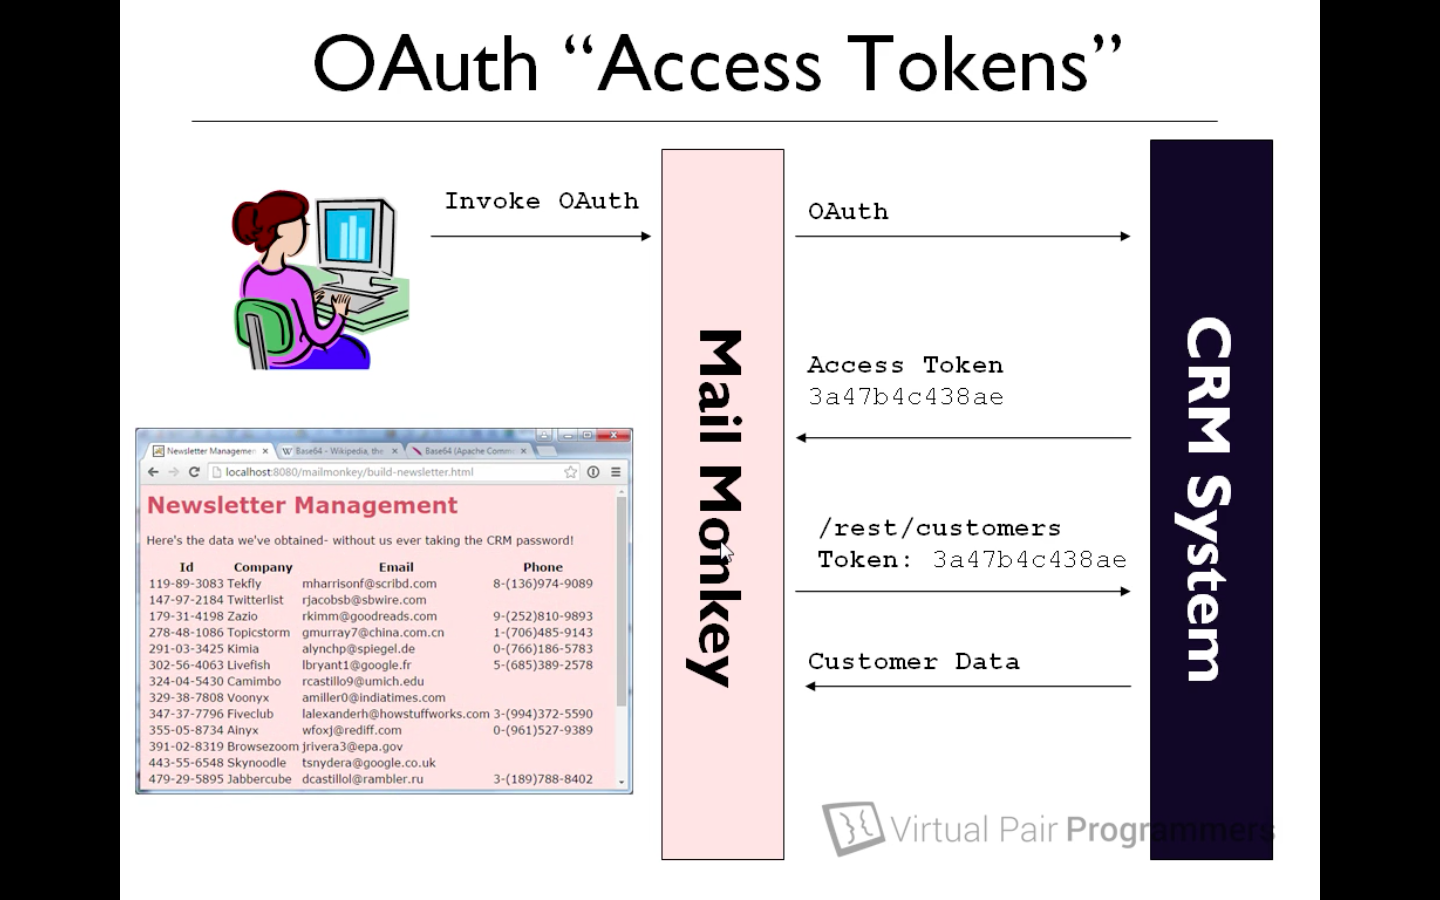 OAuth “Access Tokens”
Invoke OAuth
OAuth
Access Token
3a47b4c438ae
/rest/customers
Token: 3a47b4c438ae
Customer Data
Mail Monkey
CRM System
Newsletter Managemen
Base64 - Wikipedia, the
Base64 (Apache Comm
localhost:8080/mailmonkey/build-newsletter.html
Newsletter Management
Here's the data we've obtained- without us ever taking the CRM password!
Id Company Email Phone
119-89-3083 Tekfly mharrisonf@scribd.com 8-(136)974-9089
147-97-2184 Twitterlist rjacobsb@sbwire.com
179-31-4198 Zazio rkimm@goodreads.com 9-(252)810-9893
278-48-1086 Topicstorm gmurray7@china.com.cn 1-(706)485-9143
291-03-3425 Kimia alynchp@spiegel.de 0-(766)186-5783
302-56-4063 Livefish lbryant1@google.fr 5-(685)389-2578
324-04-5430 Camimbo rcastillo9@umich.edu
329-38-7808 Voonyx amiller0@indiatimes.com
347-37-7796 Fiveclub lalexanderh@howstuffworks.com 3-(994)372-5590
355-05-8734 Ainyx wfoxj@rediff.com 0-(961)527-9389
391-02-8319 Browsezoom jrivera3@epa.gov
443-55-6548 Skynoodle tsnydera@google.co.uk
479-29-5895 Jabbercube dcastillol@rambler.ru 3-(189)788-8402
Virtual Pair Programmers